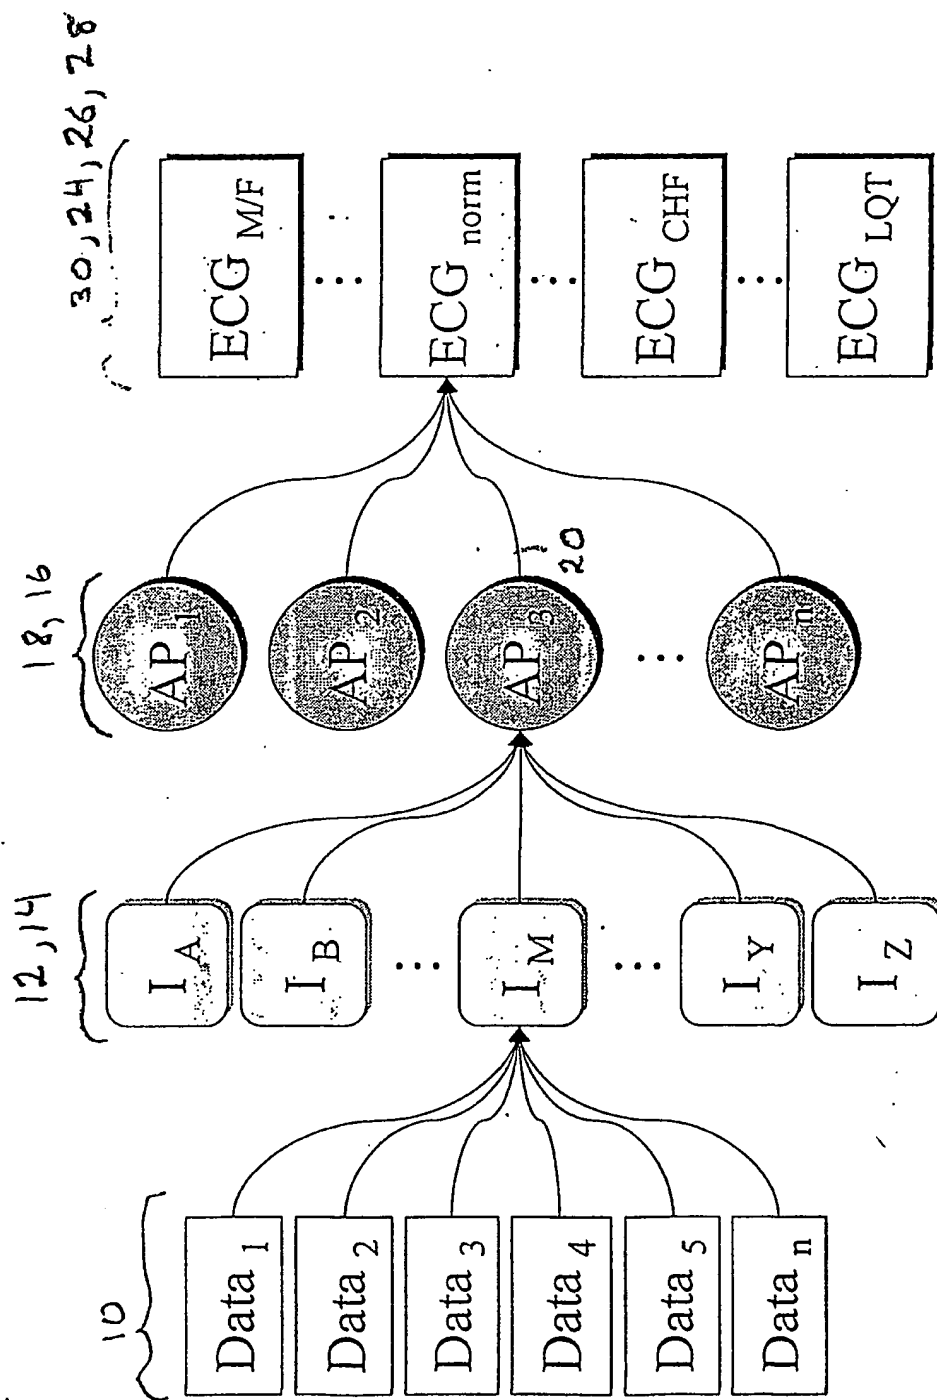 10
Data 1
Data 2
Data 3
Data 4
Data 5
Data n
12, 14
I A
I B
...
I M
...
I Y
I Z
18, 16
AP 1
AP 2
AP 3
...
AP n
20
30, 24, 26, 28
ECG M/F
...
ECG norm
...
ECG CHF
...
ECG LQT